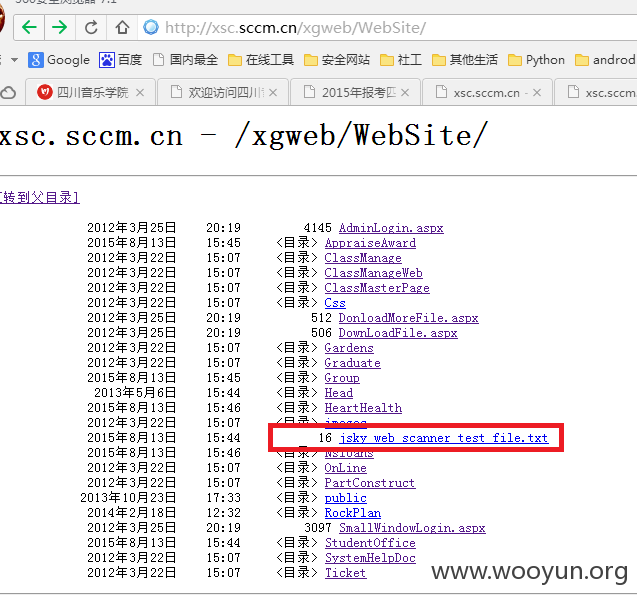 http://xsc.sccm.cn/xgweb/WebSite/
Google 百度 国内最全 在线工具 安全网站 社工 其他生活 Python android
四川音乐学院 欢迎访问四川 2015年报考四 xsc.sccm.cn - xsc.sccm.
xsc.sccm.cn - /xgweb/WebSite/
[转到父目录]
2012年3月25日 20:19 4145 AdminLogin.aspx
2015年8月13日 15:45 <目录> AppraiseAward
2012年3月22日 15:07 <目录> ClassManage
2012年3月22日 15:07 <目录> ClassManageWeb
2012年3月22日 15:07 <目录> ClassMasterPage
2012年3月22日 15:07 <目录> Css
2012年3月25日 20:19 512 DonloadMoreFile.aspx
2012年3月25日 20:19 506 DownLoadFile.aspx
2012年3月22日 15:07 <目录> Gardens
2012年3月22日 15:07 <目录> Graduate
2015年8月13日 15:45 <目录> Group
2013年5月6日 15:44 <目录> Head
2015年8月13日 15:46 <目录> HeartHealth
2012年3月22日 15:07 <目录> images
2015年8月13日 15:44 16 jsky_web_scanner_test_file.txt
2015年8月13日 15:46 <目录> NsLoans
2012年3月22日 15:07 <目录> OnLine
2012年3月22日 15:07 <目录> PartConstruct
2013年10月23日 17:33 <目录> public
2014年2月18日 12:32 <目录> RockPlan
2012年3月25日 20:19 3097 SmallWindowLogin.aspx
2015年8月13日 15:44 <目录> StudentOffice
2012年3月22日 15:07 <目录> SystemHelpDoc
2012年3月22日 15:07 <目录> Ticket
www.wooyun.org